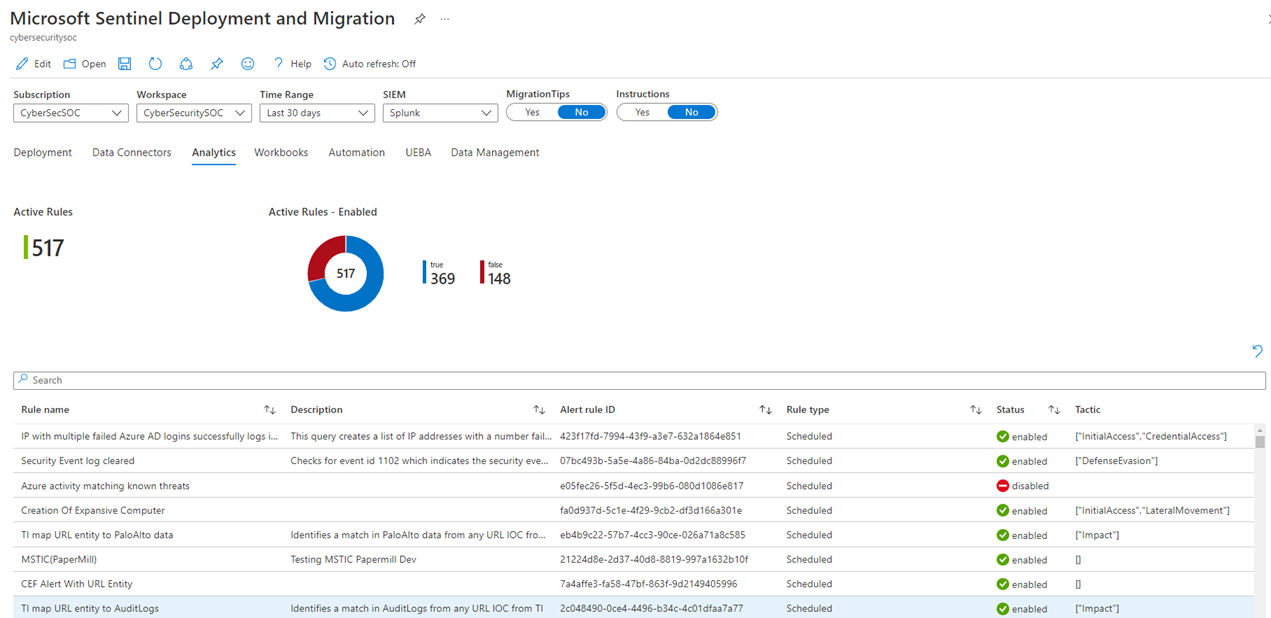 Microsoft Sentinel Deployment and Migration ...
cybersecuritysoc
Edit Open Help Auto refresh: Off
Subscription Workspace Time Range SIEM MigrationTips Instructions
CyberSecSOC CyberSecuritySOC Last 30 days Splunk Yes No Yes No
Deployment Data Connectors Analytics Workbooks Automation UEBA Data Management
Active Rules Active Rules - Enabled
517
517
true
369
false
148
Search
Rule name Description Alert rule ID Rule type Status Tactic
IP with multiple failed Azure AD logins successfully logs i... This query creates a list of IP addresses with a number fail... 423f17fd-7994-43f9-a3e7-632a1864e851 Scheduled enabled ["InitialAccess","CredentialAccess"]
Security Event log cleared Checks for event id 1102 which indicates the security eve... 07bc493b-5a5e-4a86-84ba-0d2dc88996f7 Scheduled enabled ["DefenseEvasion"]
Azure activity matching known threats e05fec26-5f5d-4ec3-99b6-080d1086e817 Scheduled disabled
Creation Of Expansive Computer fa0d937d-5c1e-4f29-9cb2-df3d166a301e Scheduled enabled ["InitialAccess","LateralMovement"]
TI map URL entity to PaloAlto data Identifies a match in PaloAlto data from any URL IOC fro... eb4b9c22-57b7-4cc3-90ce-026a71a8c585 Scheduled enabled ["Impact"]
MSTIC(PaperMill) Testing MSTIC Papermill Dev 21224d8e-2d37-40d8-8819-997a1632b10f Scheduled enabled []
CEF Alert With URL Entity 7a4affe3-fa58-47bf-863f-9d2149405996 Scheduled enabled []
TI map URL entity to AuditLogs Identifies a match in AuditLogs from any URL IOC from TI 2c048490-0ce4-4496-b34c-4c01dfaa7a77 Scheduled enabled ["Impact"]